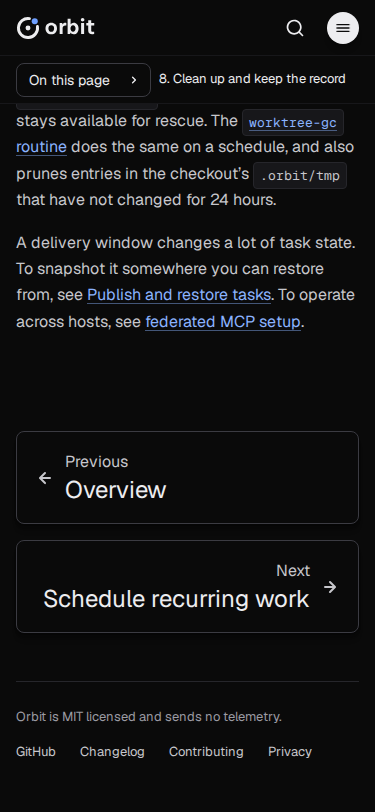 orbit
On this page
8. Clean up and keep the record
stays available for rescue. The worktree-gc
routine does the same on a schedule, and also
prunes entries in the checkout’s .orbit/tmp
that have not changed for 24 hours.
A delivery window changes a lot of task state.
To snapshot it somewhere you can restore
from, see Publish and restore tasks. To operate
across hosts, see federated MCP setup.
Previous
Overview
Next
Schedule recurring work
Orbit is MIT licensed and sends no telemetry.
GitHub Changelog Contributing Privacy